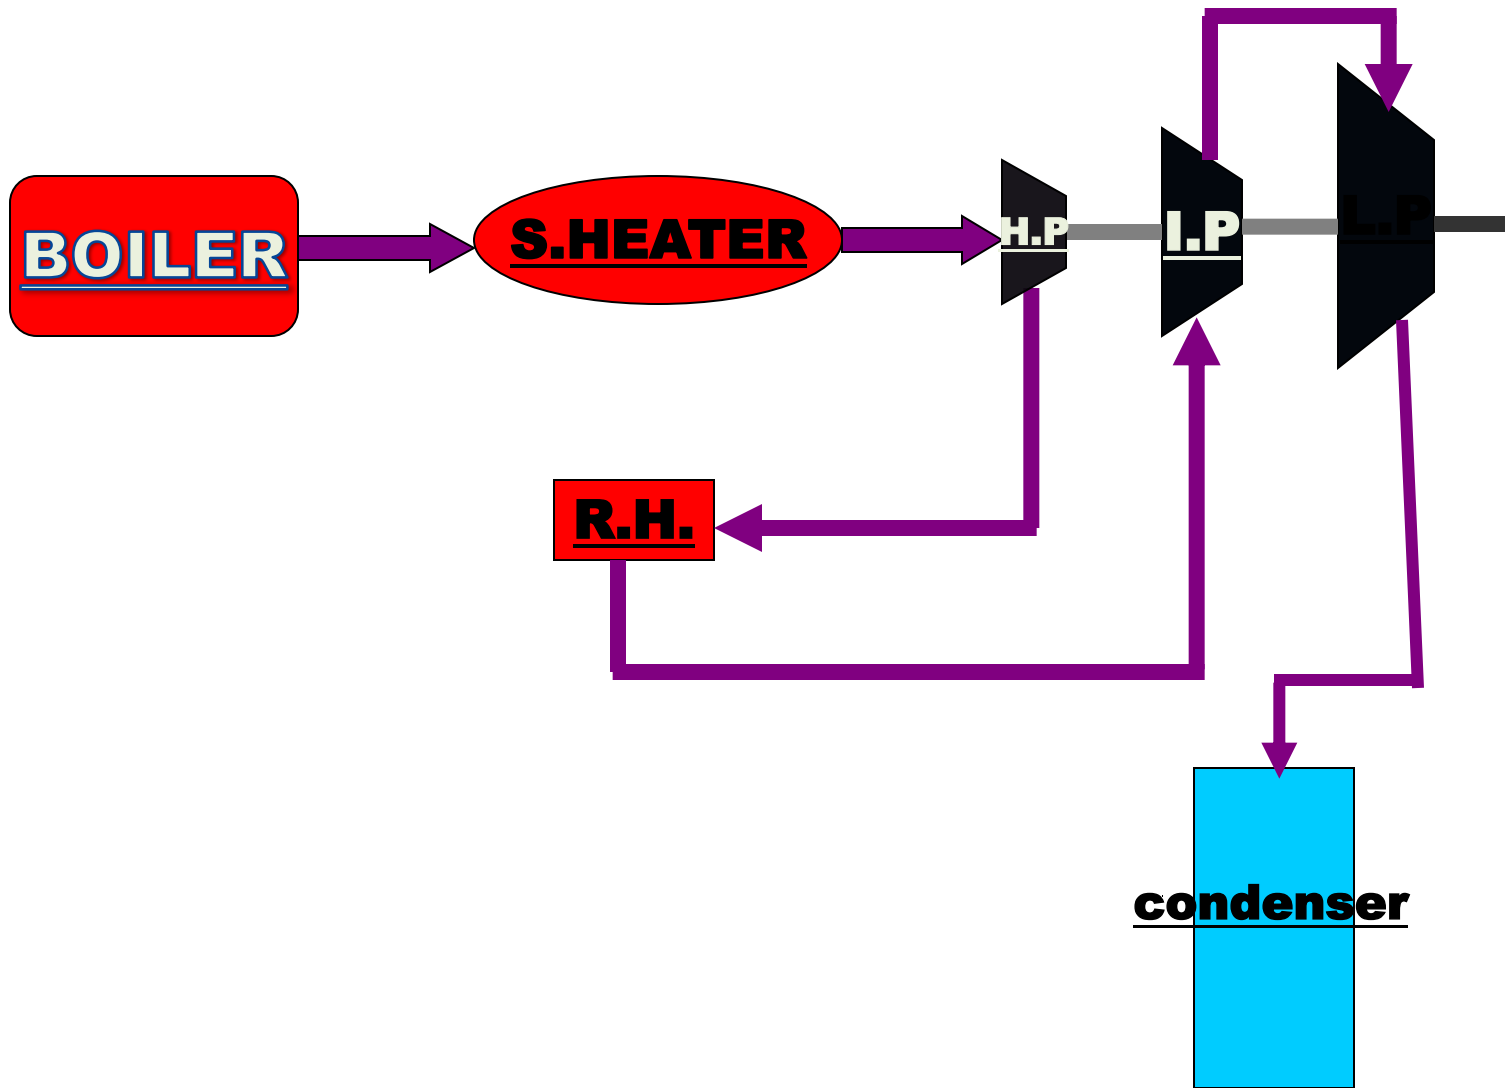 BOILER
S.HEATER
H.P
I.P
L.P
R.H.
condenser